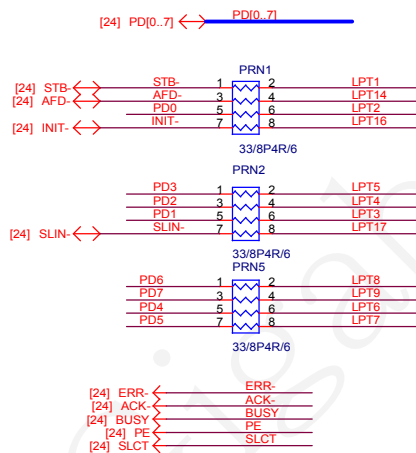 [24] PD[0..7] PD[0..7]
PRN1
[24] STB- STB- 1 2 LPT1
[24] AFD- AFD- 3 4 LPT14
PD0 5 6 LPT2
[24] INIT- INIT- 7 8 LPT16
33/8P4R/6
PRN2
PD3 1 2 LPT5
PD2 3 4 LPT4
PD1 5 6 LPT3
[24] SLIN- SLIN- 7 8 LPT17
33/8P4R/6
PRN5
PD6 1 2 LPT8
PD7 3 4 LPT9
PD4 5 6 LPT6
PD5 7 8 LPT7
33/8P4R/6
[24] ERR- ERR-
[24] ACK- ACK-
[24] BUSY BUSY
[24] PE PE
[24] SLCT SLCT